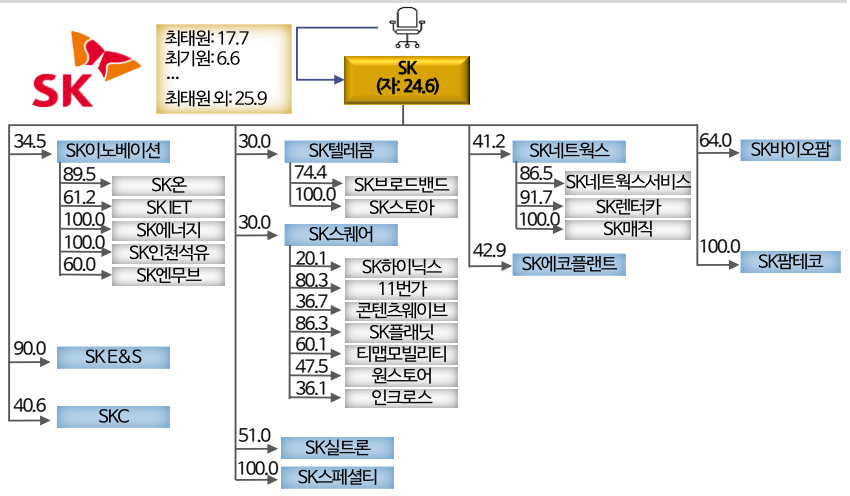 SK
최태원: 17.7
최기원: 6.6
...
최태원 외: 25.9
SK
(자: 24.6)
34.5
SK이노베이션
89.5
SK온
61.2
SK IET
100.0
SK에너지
100.0
SK인천석유
60.0
SK엔무브
90.0
SK E&S
40.6
SKC
30.0
SK텔레콤
74.4
SK브로드밴드
100.0
SK스토아
30.0
SK스퀘어
20.1
SK하이닉스
80.3
11번가
36.7
콘텐츠웨이브
86.3
SK플래닛
60.1
티맵모빌리티
47.5
원스토어
36.1
인크로스
51.0
SK실트론
100.0
SK스페셜티
41.2
SK네트웍스
86.5
SK네트웍스서비스
91.7
SK렌터카
100.0
SK매직
42.9
SK에코플랜트
64.0
SK바이오팜
100.0
SK팜테코